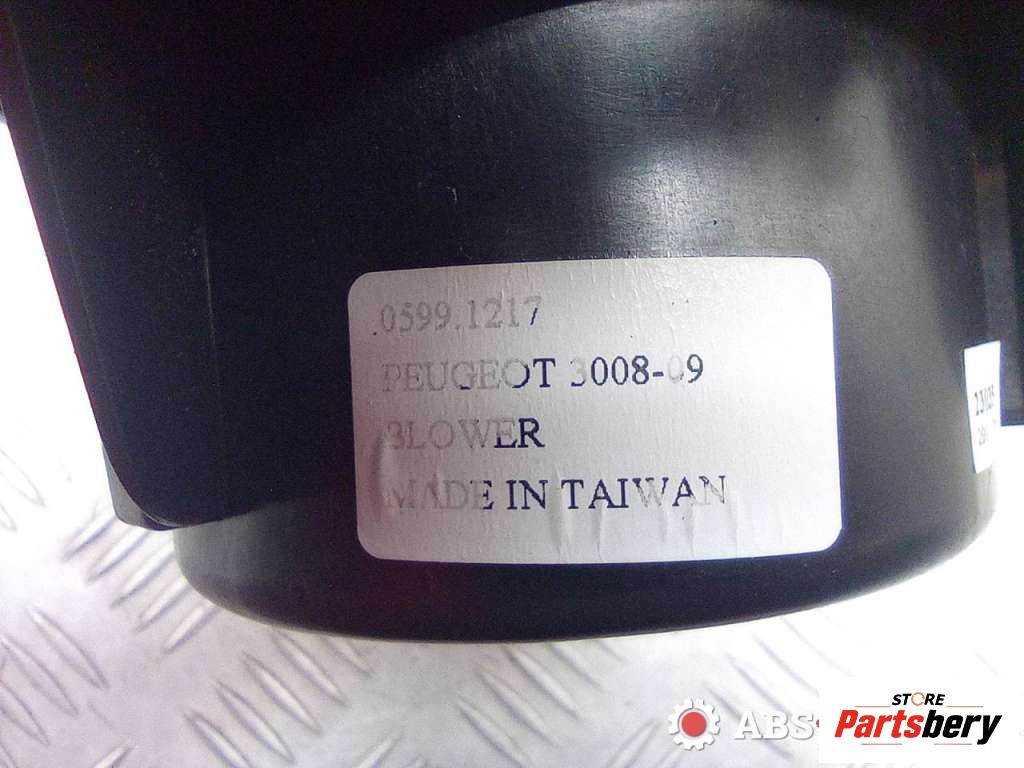 .0599.1217
PEUGEOT 3008-09
BLOWER
MADE IN TAIWAN
STORE
Partsbery
ABS